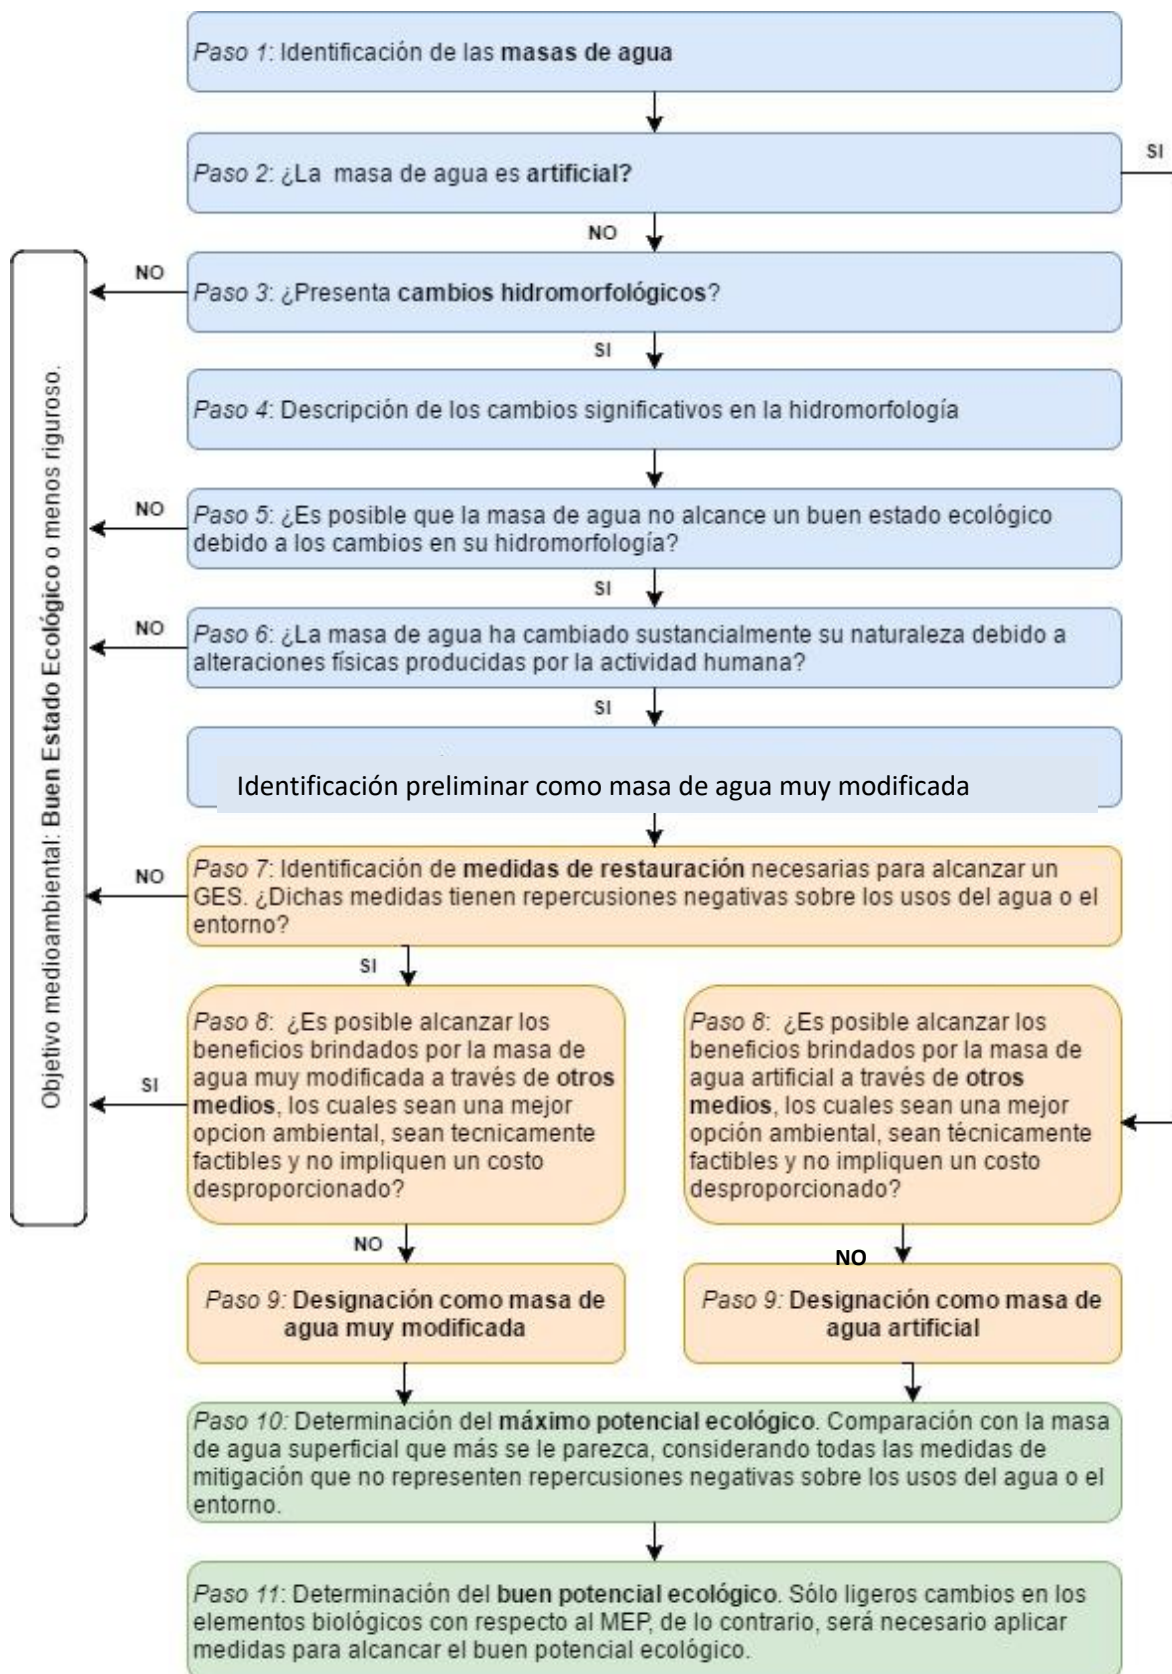 Paso 1: Identificación de las masas de agua
Paso 2: ¿La masa de agua es artificial?
SI
NO
Paso 3: ¿Presenta cambios hidromorfológicos?
NO
SI
Paso 4: Descripción de los cambios significativos en la hidromorfología
Paso 5: ¿Es posible que la masa de agua no alcance un buen estado ecológico
debido a los cambios en su hidromorfología?
NO
SI
Paso 6: ¿La masa de agua ha cambiado sustancialmente su naturaleza debido a
alteraciones físicas producidas por la actividad humana?
NO
SI
Identificación preliminar como masa de agua muy modificada
Paso 7: Identificación de medidas de restauración necesarias para alcanzar un
GES. ¿Dichas medidas tienen repercusiones negativas sobre los usos del agua o el
entorno?
NO
SI
Objetivo medioambiental: Buen Estado Ecológico o menos riguroso.
Paso 8: ¿Es posible alcanzar los
beneficios brindados por la masa de
agua muy modificada a través de otros
medios, los cuales sean una mejor
opcion ambiental, sean tecnicamente
factibles y no impliquen un costo
desproporcionado?
SI
NO
Paso 8: ¿Es posible alcanzar los
beneficios brindados por la masa de
agua artificial a través de otros
medios, los cuales sean una mejor
opción ambiental, sean técnicamente
factibles y no impliquen un costo
desproporcionado?
NO
Paso 9: Designación como masa de
agua muy modificada
Paso 9: Designación como masa de
agua artificial
Paso 10: Determinación del máximo potencial ecológico. Comparación con la masa
de agua superficial que más se le parezca, considerando todas las medidas de
mitigación que no representen repercusiones negativas sobre los usos del agua o el
entorno.
Paso 11: Determinación del buen potencial ecológico. Sólo ligeros cambios en los
elementos biológicos con respecto al MEP, de lo contrario, será necesario aplicar
medidas para alcancar el buen potencial ecológico.